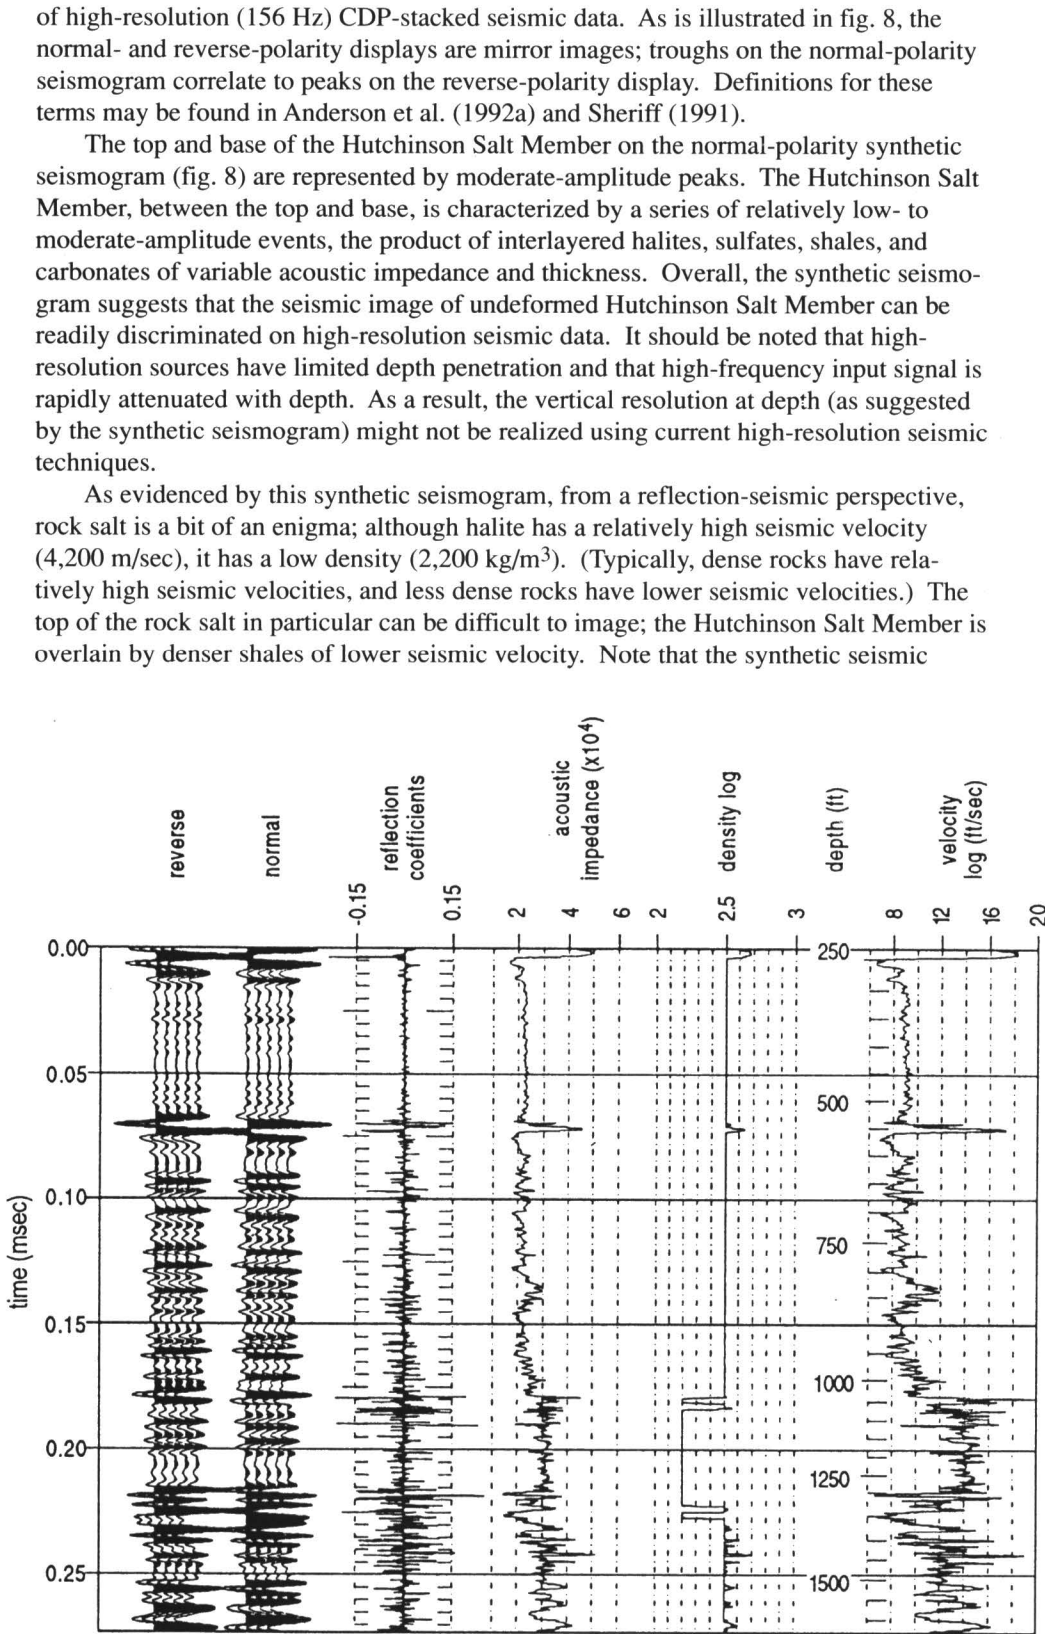 of high-resolution (156 Hz) CDP-stacked seismic data. As is illustrated in fig. 8, the
normal- and reverse-polarity displays are mirror images; troughs on the normal-polarity
seismogram correlate to peaks on the reverse-polarity display. Definitions for these
terms may be found in Anderson et al. (1992a) and Sheriff (1991).
The top and base of the Hutchinson Salt Member on the normal-polarity synthetic
seismogram (fig. 8) are represented by moderate-amplitude peaks. The Hutchinson Salt
Member, between the top and base, is characterized by a series of relatively low- to
moderate-amplitude events, the product of interlayered halites, sulfates, shales, and
carbonates of variable acoustic impedance and thickness. Overall, the synthetic seismo-
gram suggests that the seismic image of undeformed Hutchinson Salt Member can be
readily discriminated on high-resolution seismic data. It should be noted that high-
resolution sources have limited depth penetration and that high-frequency input signal is
rapidly attenuated with depth. As a result, the vertical resolution at depth (as suggested
by the synthetic seismogram) might not be realized using current high-resolution seismic
techniques.
As evidenced by this synthetic seismogram, from a reflection-seismic perspective,
rock salt is a bit of an enigma; although halite has a relatively high seismic velocity
(4,200 m/sec), it has a low density (2,200 kg/m³). (Typically, dense rocks have rela-
tively high seismic velocities, and less dense rocks have lower seismic velocities.) The
top of the rock salt in particular can be difficult to image; the Hutchinson Salt Member is
overlain by denser shales of lower seismic velocity. Note that the synthetic seismic
reverse
normal
reflection
coefficients
acoustic
impedance (x10⁴)
density log
depth (ft)
velocity
log (ft/sec)
-0.15
0.15
2
4
6
2
2.5
3
8
12
16
20
time (msec)
0.00
0.05
0.10
0.15
0.20
0.25
250
500
750
1000
1250
1500